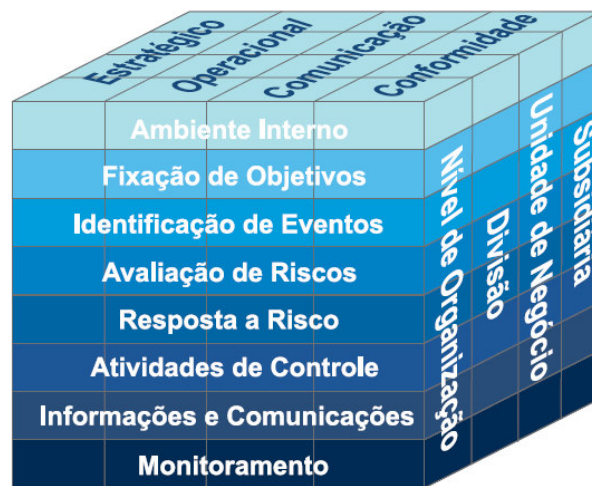 Estratégico
Operacional
Comunicação
Conformidade
Ambiente Interno
Fixação de Objetivos
Identificação de Eventos
Avaliação de Riscos
Resposta a Risco
Atividades de Controle
Informações e Comunicações
Monitoramento
Nível de Organização
Divisão
Unidade de Negócio
Subsidiária